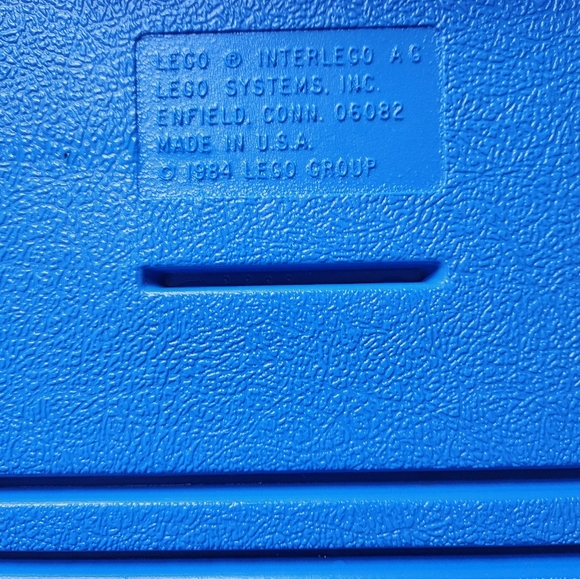 LEGO ® INTERLEGO A G
LEGO SYSTEMS, INC.
ENFIELD, CONN. 06082
MADE IN U.S.A.
© 1984 LEGO GROUP